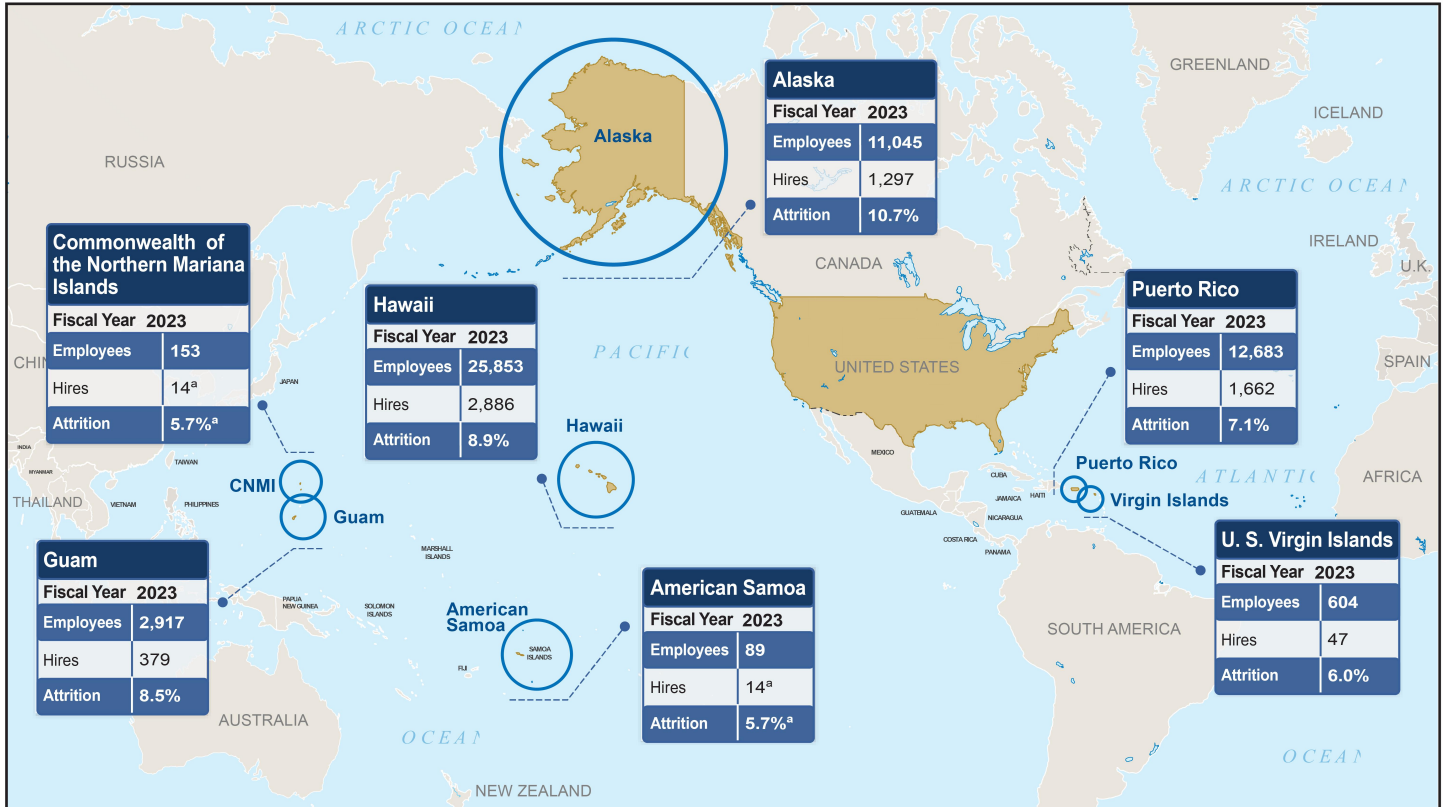 ARCTIC OCEAN
GREENLAND
ICELAND
RUSSIA
Alaska
Alaska
Fiscal Year 2023
Employees 11,045
Hires 1,297
Attrition 10.7%
ARCTIC OCEAN
IRELAND
U.K.
CANADA
Commonwealth of
the Northern Mariana
Islands
Fiscal Year 2023
Employees 153
Hires 14ª
Attrition 5.7%ª
Hawaii
Fiscal Year 2023
Employees 25,853
Hires 2,886
Attrition 8.9%
Puerto Rico
Fiscal Year 2023
Employees 12,683
Hires 1,662
Attrition 7.1%
PACIFIC
CHIN
JAPAN
UNITED STATES
SPAIN
Hawaii
INDIA
MYANMAR
TAIWAN
THAILAND
VIETNAM
PHILIPPINES
CNMI
Guam
MEXICO
CUBA
JAMAICA
HAITI
GUATEMALA
NICARAGUA
COSTA RICA
PANAMA
Puerto Rico
Virgin Islands
ATLANTIC
AFRICA
Guam
Fiscal Year 2023
Employees 2,917
Hires 379
Attrition 8.5%
MARSHALL
ISLANDS
PAPUA
NEW GUINEA
SOLOMON
ISLANDS
American
Samoa
SAMOA
ISLANDS
FIJI
American Samoa
Fiscal Year 2023
Employees 89
Hires 14ª
Attrition 5.7%ª
U. S. Virgin Islands
Fiscal Year 2023
Employees 604
Hires 47
Attrition 6.0%
SOUTH AMERICA
AUSTRALIA
OCEAN
OCEAN
NEW ZEALAND